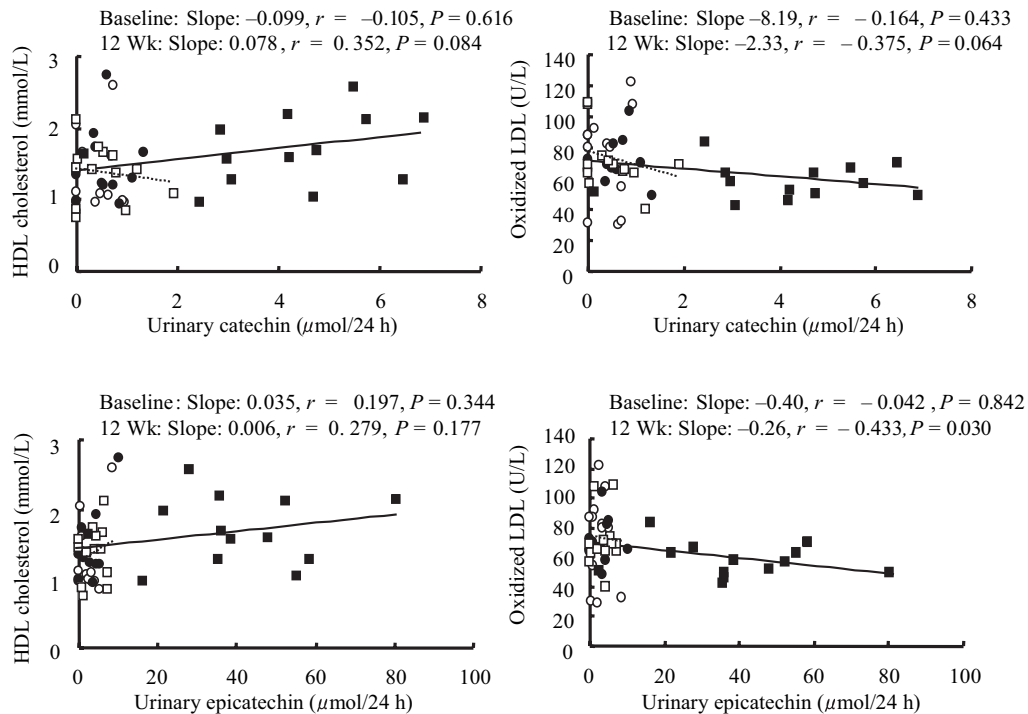 Baseline: Slope –0.099, r = –0.105, P = 0.616
12 Wk: Slope: 0.078, r = 0.352, P = 0.084
HDL cholesterol (mmol/L)
3
2
1
0
0 2 4 6 8
Urinary catechin (µmol/24 h)
Baseline: Slope: –8.19, r = – 0.164, P = 0.433
12 Wk: Slope: –2.33, r = – 0.375, P = 0.064
Oxidized LDL (U/L)
140
120
100
80
60
40
20
0
0 2 4 6 8
Urinary catechin (µmol/24 h)
Baseline: Slope: 0.035, r = 0.197, P = 0.344
12 Wk: Slope: 0.006, r = 0. 279, P = 0.177
HDL cholesterol (mmol/L)
3
2
1
0
0 20 40 60 80 100
Urinary epicatechin (µmol/24 h)
Baseline: Slope: –0.40, r = – 0.042 , P = 0.842
12 Wk: Slope: –0.26, r = – 0.433, P = 0.030
Oxidized LDL (U/L)
140
120
100
80
60
40
20
0
0 20 40 60 80 100
Urinary epicatechin (µmol/24 h)